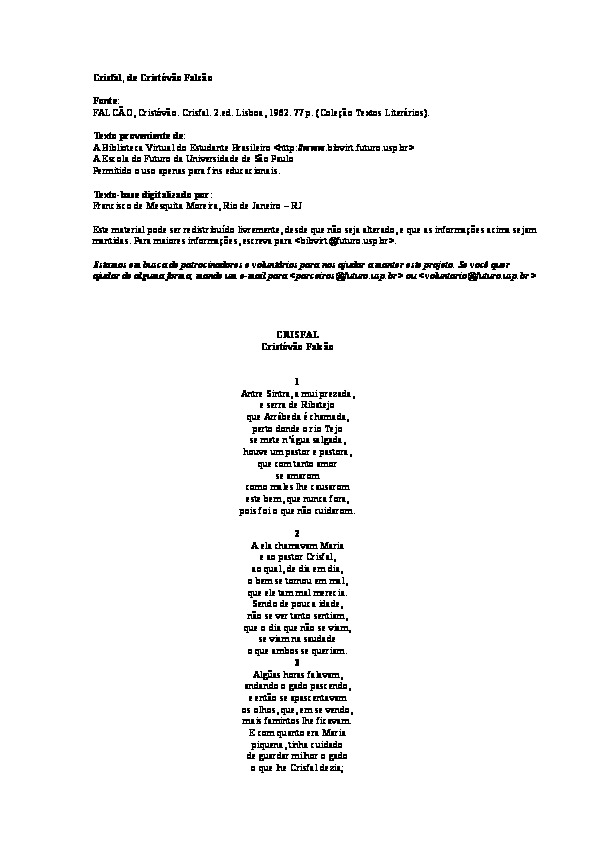 Crisfal, de Cristóvão Falcão
Fonte:
FALCÃO, Cristóvão. Crisfal. 2.ed. Lisboa, 1962. 77 p. (Coleção Textos Literários).
Texto proveniente de:
A Biblioteca Virtual do Estudante Brasileiro <http://www.bibvirt.futuro.usp.br>
A Escola do Futuro da Universidade de São Paulo
Permitido o uso apenas para fins educacionais.
Texto-base digitalizado por:
Francisco de Mesquita Moreira, Rio de Janeiro – RJ
Este material pode ser redistribuído livremente, desde que não seja alterado, e que as informações acima sejam
mantidas. Para maiores informações, escreva para <bibvirt@futuro.usp.br>.
Estamos em busca de patrocinadores e voluntários para nos ajudar a manter este projeto. Se você quer
ajudar de alguma forma, mande um e-mail para <parceiros@futuro.usp.br> ou <voluntario@futuro.usp.br>
CRISFAL
Cristóvão Falcão
1
Antre Sintra, a mui prezada,
e serra de Ribatejo
que Arrábeda é chamada,
perto donde o rio Tejo
se mete n'água salgada,
houve um pastor e pastora,
que com tanto amor
se amarom
como males lhe causarom
este bem, que nunca fora,
pois foi o que não cuidarom.
2
A ela chamavam Maria
e ao pastor Crisfal,
ao qual, de dia em dia,
o bem se tornou em mal,
que ele tam mal merecia.
Sendo de pouca idade,
não se ver tanto sentiam,
que o dia que não se viam,
se viam na saudade
o que ambos se queriam.
3
Algũas horas falavam,
andando o gado pascendo,
e então se apascentavam
os olhos, que, em se vendo,
mais famintos lhe ficavam.
E com quanto era Maria
piquena, tinha cuidado
de guardar milhor o gado
o que lhe Crisfal dezia;